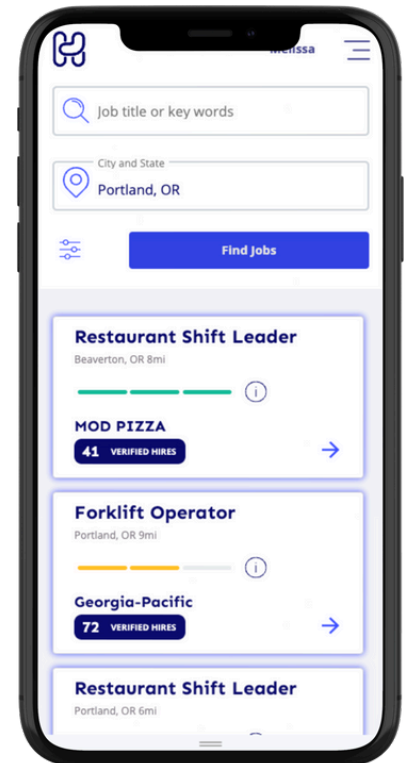 Melissa
Job title or key words
City and State
Portland, OR
Find Jobs
Restaurant Shift Leader
Beaverton, OR 8mi
MOD PIZZA
41 VERIFIED HIRES
Forklift Operator
Portland, OR 9mi
Georgia-Pacific
72 VERIFIED HIRES
Restaurant Shift Leader
Portland, OR 6mi